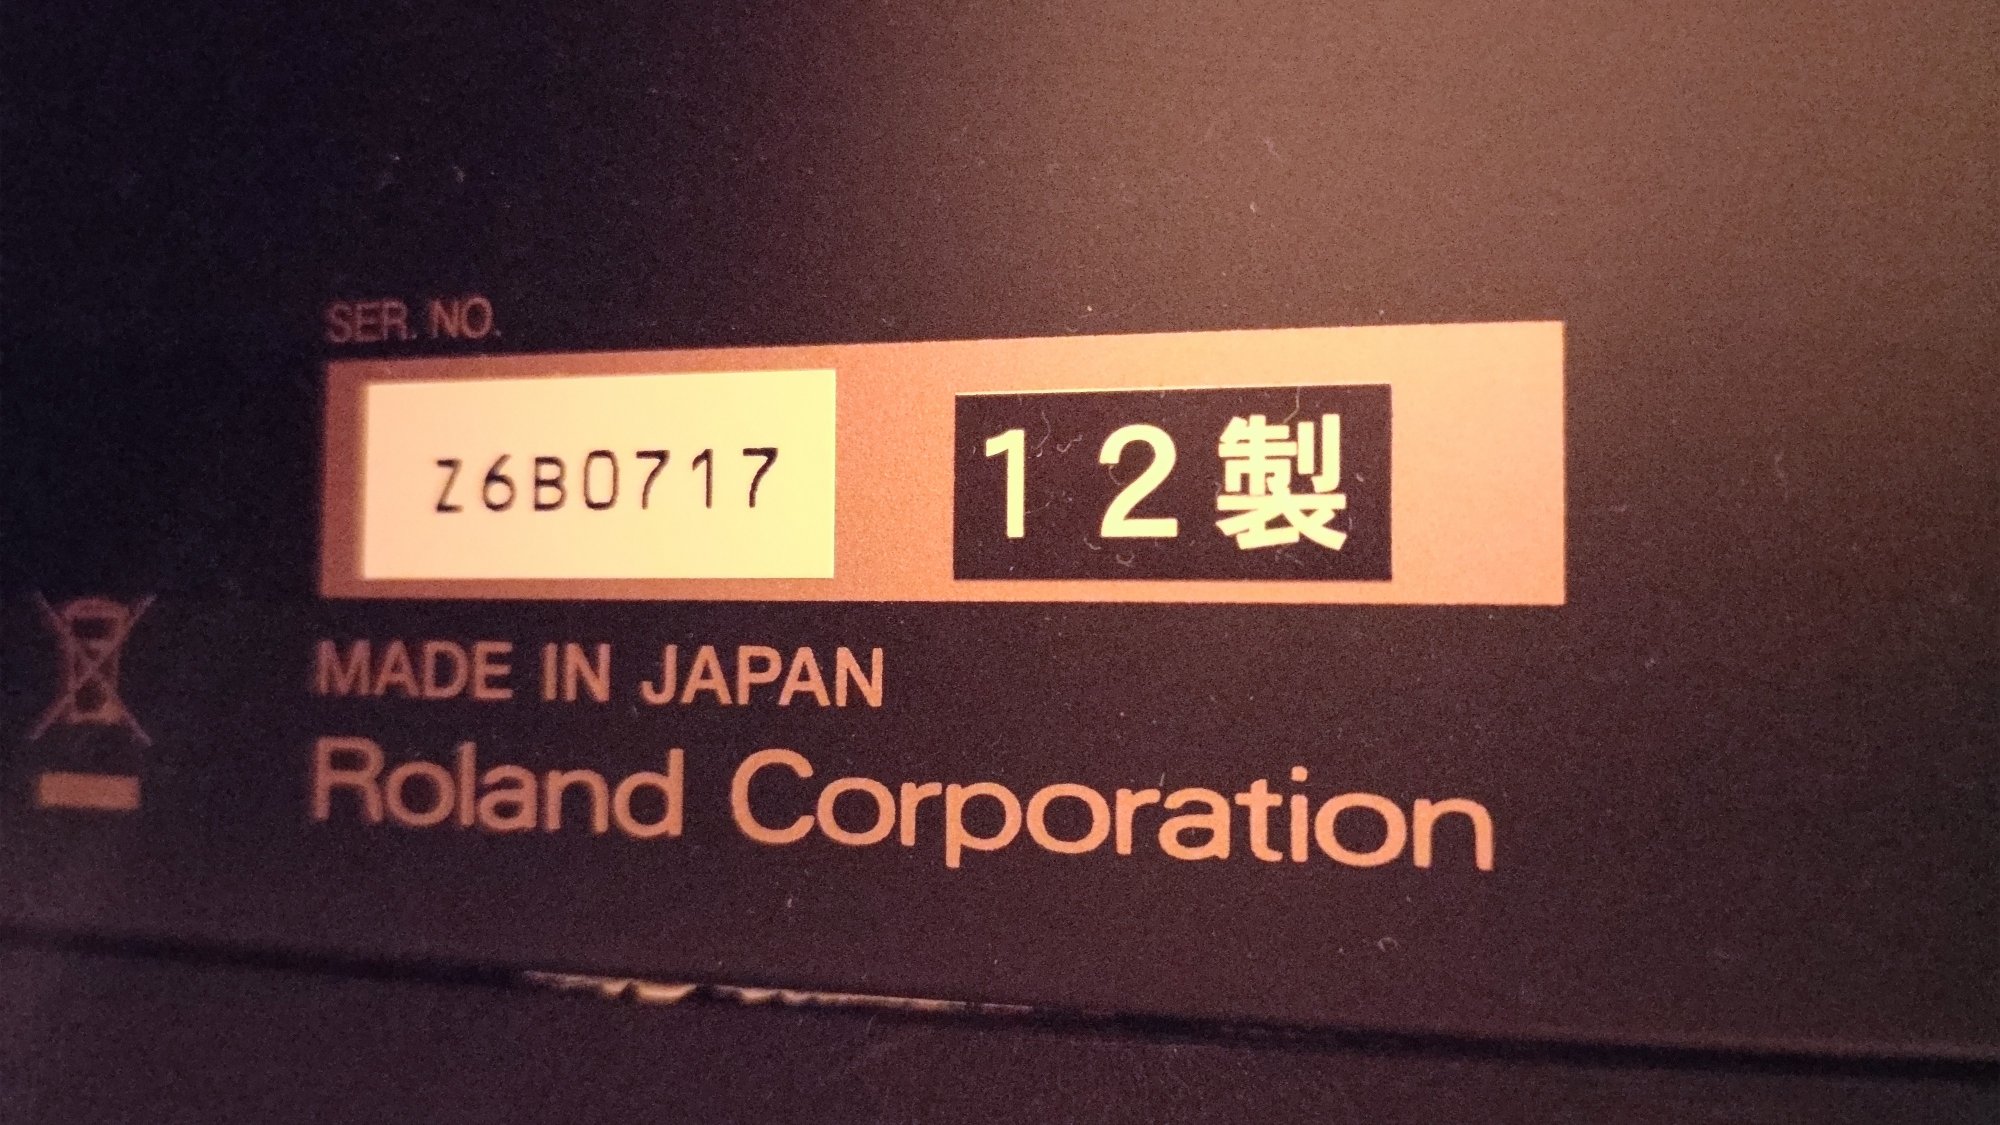 SER. NO.
Z6B0717
12製
MADE IN JAPAN
Roland Corporation